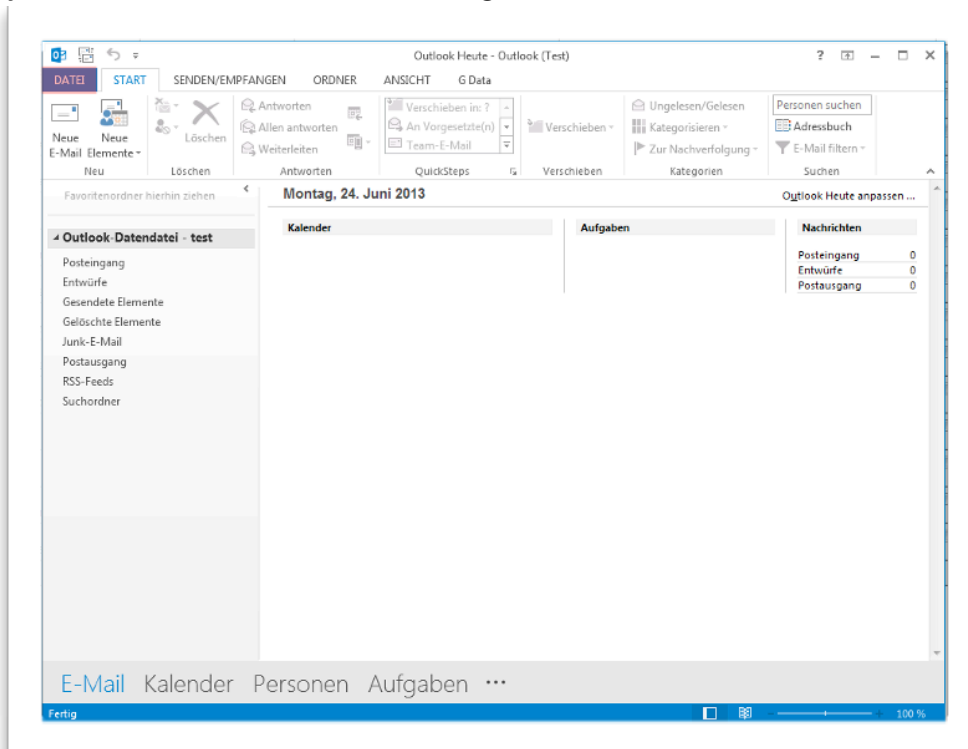 Outlook Heute - Outlook (Test)
DATEI START SENDEN/EMPFANGEN ORDNER ANSICHT G Data
Neue E-Mail
Neue Elemente
Löschen
Antworten
Allen antworten
Weiterleiten
Verschieben in: ?
An Vorgesetzte(n)
Team-E-Mail
Verschieben
Ungelesen/Gelesen
Kategorisieren
Zur Nachverfolgung
Personen suchen
Adressbuch
E-Mail filtern
Neu Löschen Antworten QuickSteps Verschieben Kategorien Suchen
Favoritenordner hierhin ziehen
Outlook-Datendatei - test
Posteingang
Entwürfe
Gesendete Elemente
Gelöschte Elemente
Junk-E-Mail
Postausgang
RSS-Feeds
Suchordner
Montag, 24. Juni 2013
Outlook Heute anpassen ...
Kalender
Aufgaben
Nachrichten
Posteingang 0
Entwürfe 0
Postausgang 0
E-Mail Kalender Personen Aufgaben ···
Fertig
100 %